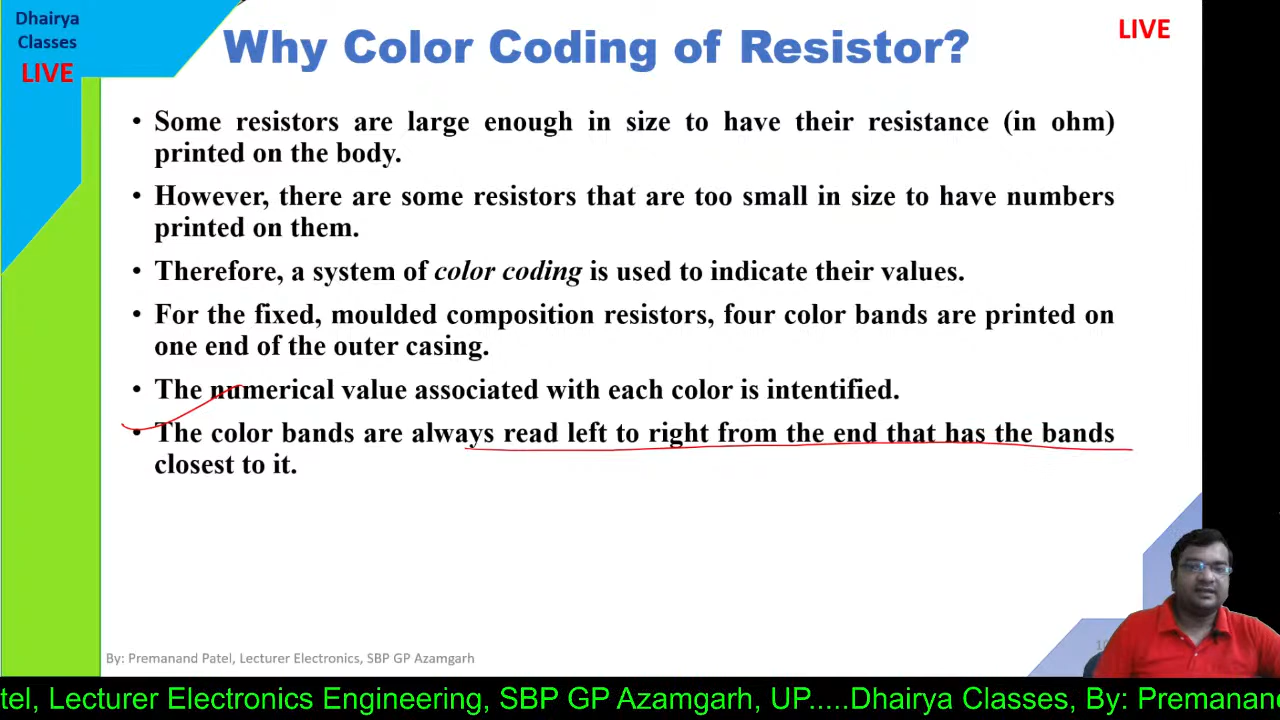 Dhairya
Classes
LIVE
Why Color Coding of Resistor?
LIVE
• Some resistors are large enough in size to have their resistance (in ohm)
printed on the body.
• However, there are some resistors that are too small in size to have numbers
printed on them.
• Therefore, a system of color coding is used to indicate their values.
• For the fixed, moulded composition resistors, four color bands are printed on
one end of the outer casing.
• The numerical value associated with each color is intentified.
• The color bands are always read left to right from the end that has the bands
closest to it.
By: Premanand Patel, Lecturer Electronics, SBP GP Azamgarh
tel, Lecturer Electronics Engineering, SBP GP Azamgarh, UP.....Dhairya Classes, By: Premanand